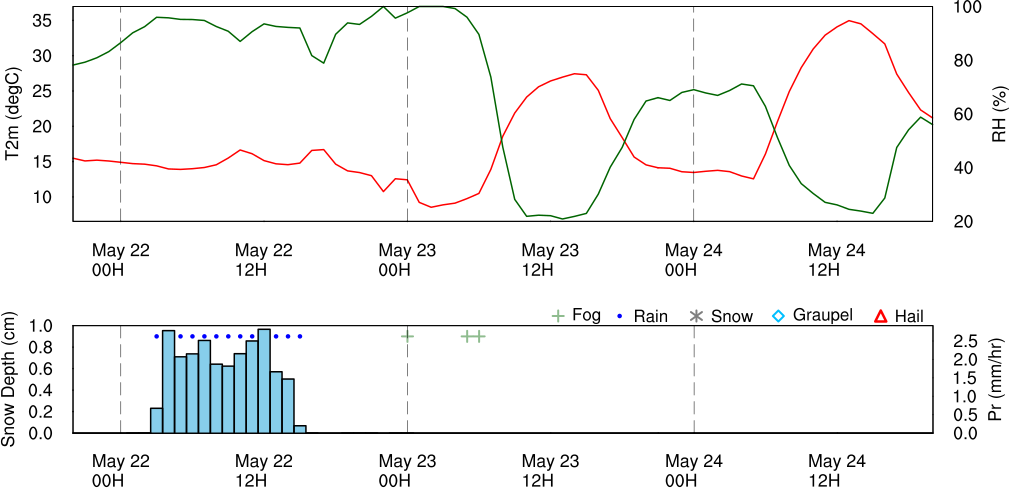 35
30
25
20
15
10
T2m (degC)
100
80
60
40
20
RH (%)
May 22 00H
May 22 12H
May 23 00H
May 23 12H
May 24 00H
May 24 12H
Fog Rain Snow Graupel Hail
1.0
0.8
0.6
0.4
0.2
0.0
Snow Depth (cm)
2.5
2.0
1.5
1.0
0.5
0.0
Pr (mm/hr)
May 22 00H
May 22 12H
May 23 00H
May 23 12H
May 24 00H
May 24 12H